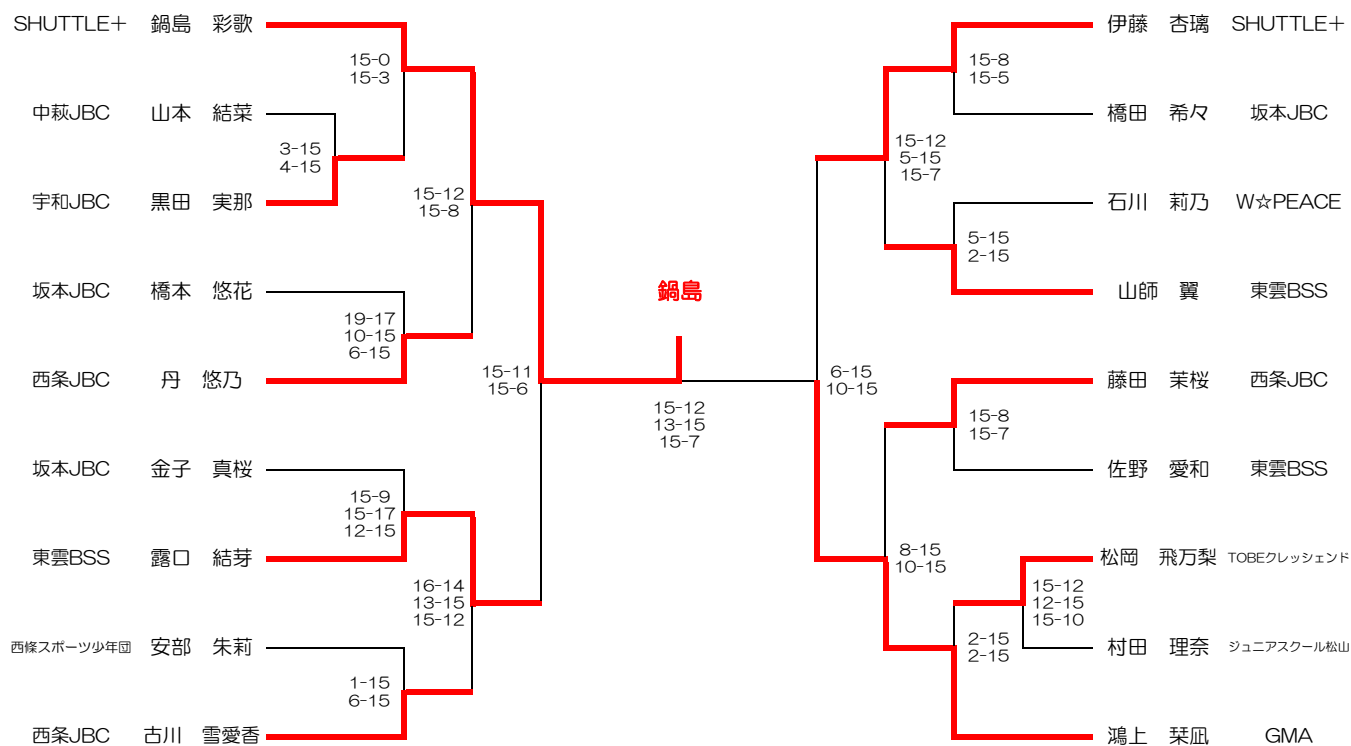 SHUTTLE＋ 鍋島　彩歌
15-0
15-3
中萩JBC 山本　結菜
3-15
4-15
宇和JBC 黒田　実那
15-12
15-8
坂本JBC 橋本　悠花
19-17
10-15
6-15
西条JBC 丹　悠乃
15-11
15-6
坂本JBC 金子　真桜
15-9
15-17
12-15
東雲BSS 露口　結芽
16-14
13-15
15-12
西條スポーツ少年団 安部　朱莉
1-15
6-15
西条JBC 古川　雪愛香
鍋島
15-12
13-15
15-7
伊藤　杏璃 SHUTTLE＋
15-8
15-5
橋田　希々 坂本JBC
15-12
5-15
15-7
石川　莉乃 W☆PEACE
5-15
2-15
山師　翼 東雲BSS
6-15
10-15
藤田　茉桜 西条JBC
15-8
15-7
佐野　愛和 東雲BSS
8-15
10-15
松岡　飛万梨 TOBEクレッシェンド
15-12
12-15
15-10
2-15
2-15
村田　理奈 ジュニアスクール松山
鴻上　栞凪 GMA